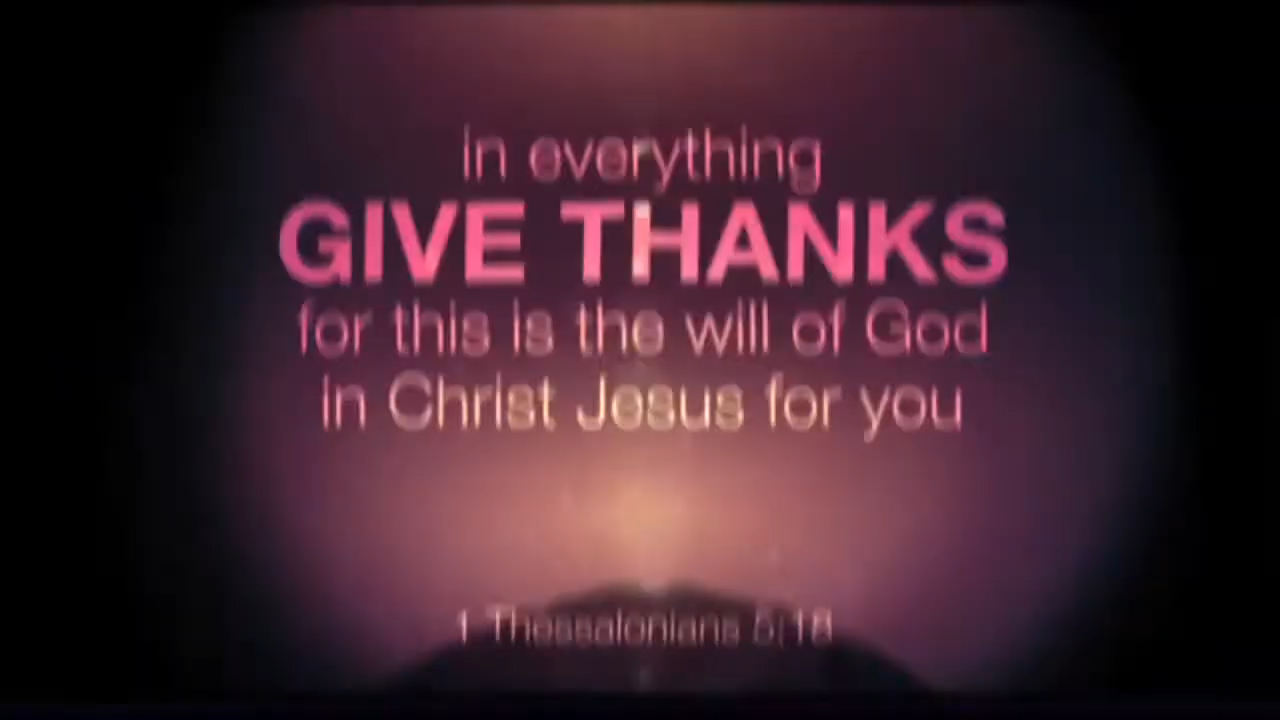 in everything
GIVE THANKS
for this is the will of God
in Christ Jesus for you
1 Thessalonians 5:18